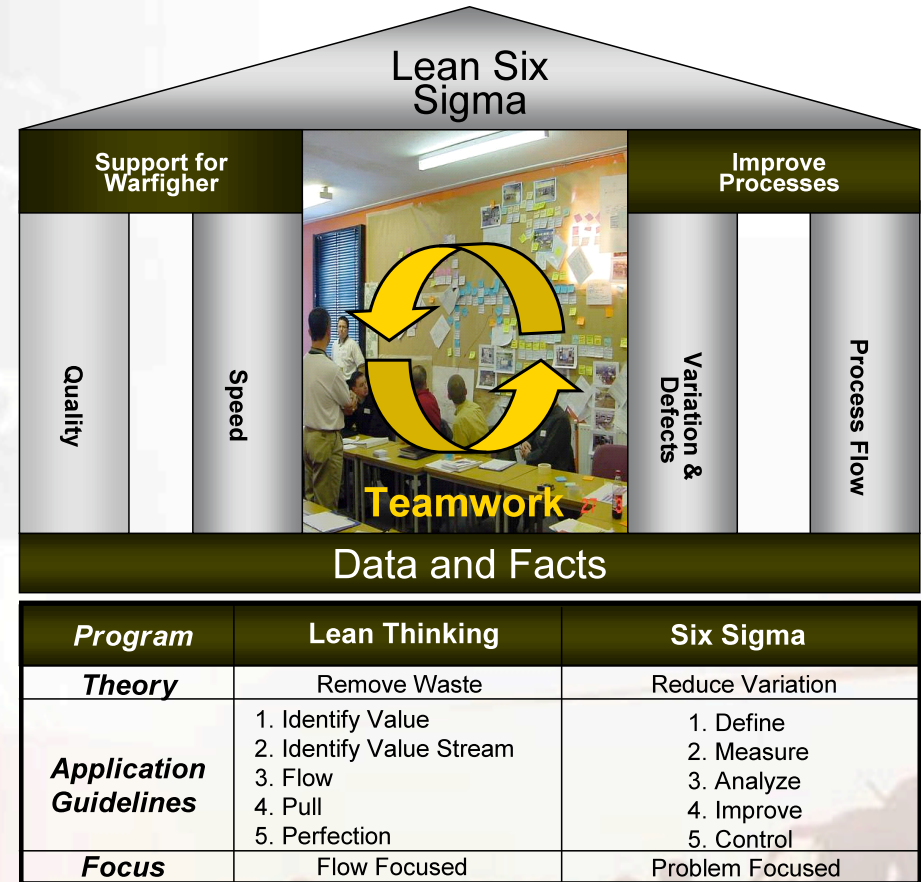 Lean Six
Sigma
Support for
Warfigher
Improve
Processes
Quality
Speed
Variation &
Defects
Process Flow
Teamwork
Data and Facts
Program
Lean Thinking
Six Sigma
Theory
Remove Waste
Reduce Variation
Application
Guidelines
1. Identify Value
2. Identify Value Stream
3. Flow
4. Pull
5. Perfection
1. Define
2. Measure
3. Analyze
4. Improve
5. Control
Focus
Flow Focused
Problem Focused